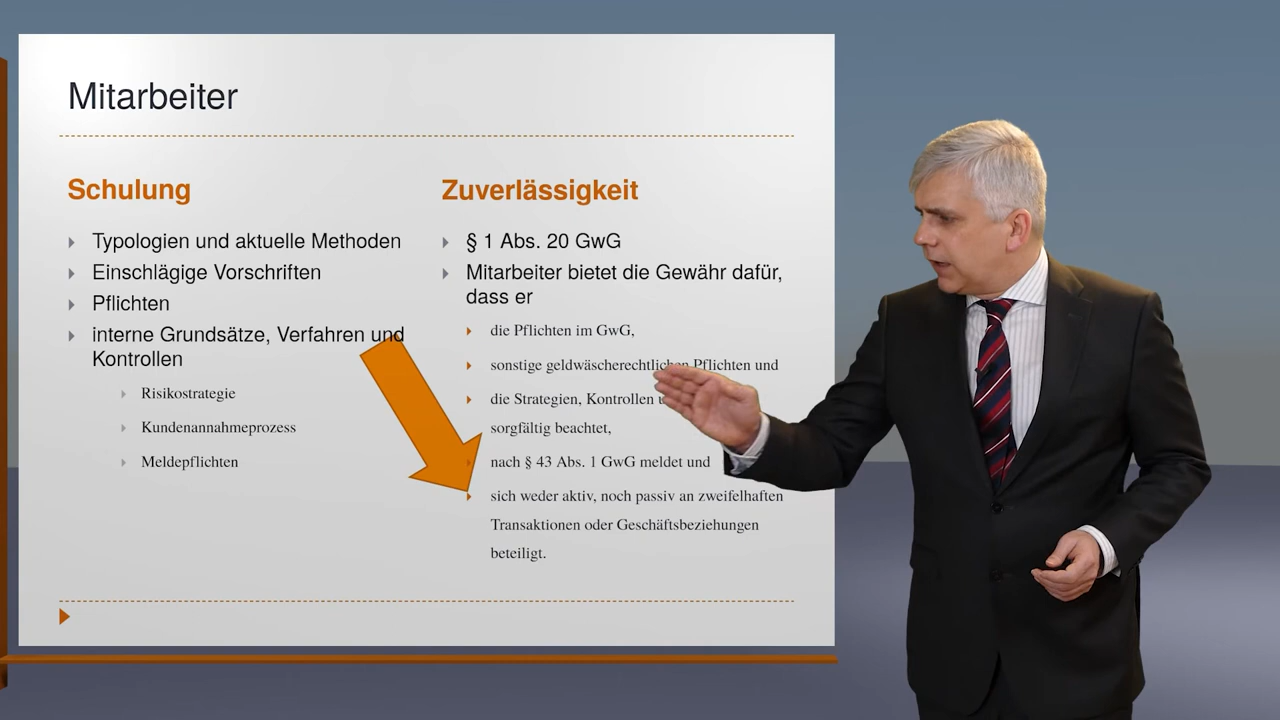 Mitarbeiter
Schulung
Typologien und aktuelle Methoden
Einschlägige Vorschriften
Pflichten
interne Grundsätze, Verfahren und
Kontrollen
Risikostrategie
Kundenannahmeprozess
Meldepflichten
Zuverlässigkeit
§ 1 Abs. 20 GwG
Mitarbeiter bietet die Gewähr dafür,
dass er
die Pflichten im GwG,
sonstige geldwäscherechtlichen Pflichten und
die Strategien, Kontrollen
sorgfältig beachtet,
nach § 43 Abs. 1 GwG meldet und
sich weder aktiv, noch passiv an zweifelhaften
Transaktionen oder Geschäftsbeziehungen
beteiligt.